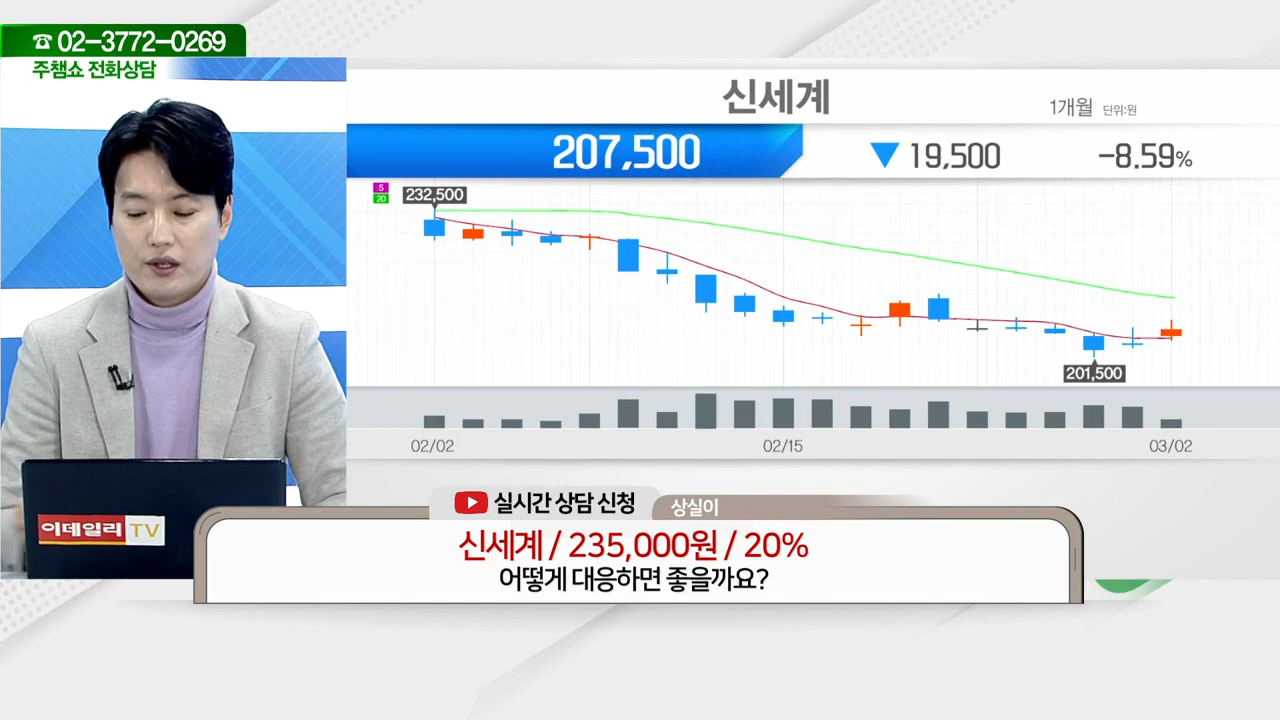 ☎ 02-3772-0269
주챔쇼 전화상담
신세계
1개월 단위:원
207,500 ▼ 19,500 -8.59%
5
20
232,500
201,500
02/02 02/15 03/02
실시간 상담 신청 상실이
신세계 / 235,000원 / 20%
어떻게 대응하면 좋을까요?
이데일리 TV